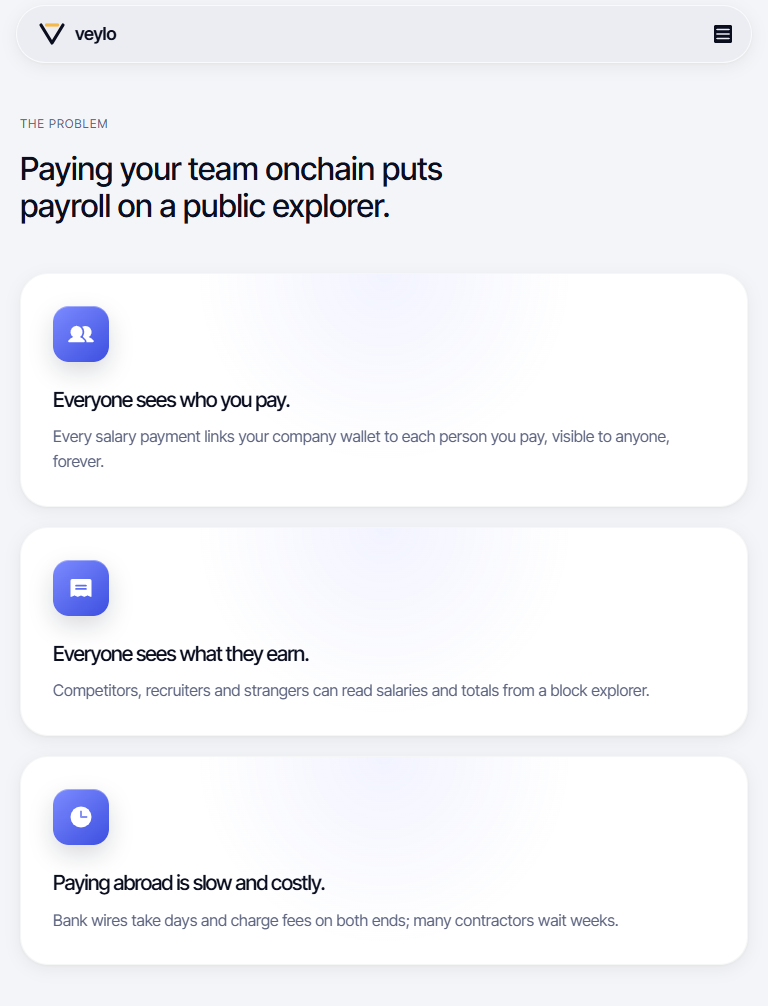 veylo
THE PROBLEM
Paying your team onchain puts
payroll on a public explorer.
Everyone sees who you pay.
Every salary payment links your company wallet to each person you pay, visible to anyone,
forever.
Everyone sees what they earn.
Competitors, recruiters and strangers can read salaries and totals from a block explorer.
Paying abroad is slow and costly.
Bank wires take days and charge fees on both ends; many contractors wait weeks.